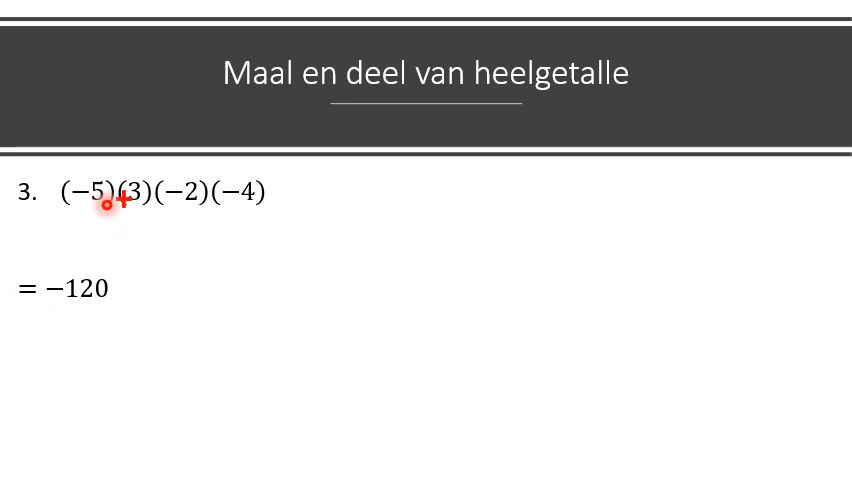 Maal en deel van heelgetalle
3. (−5)(+3)(−2)(−4)
= −120